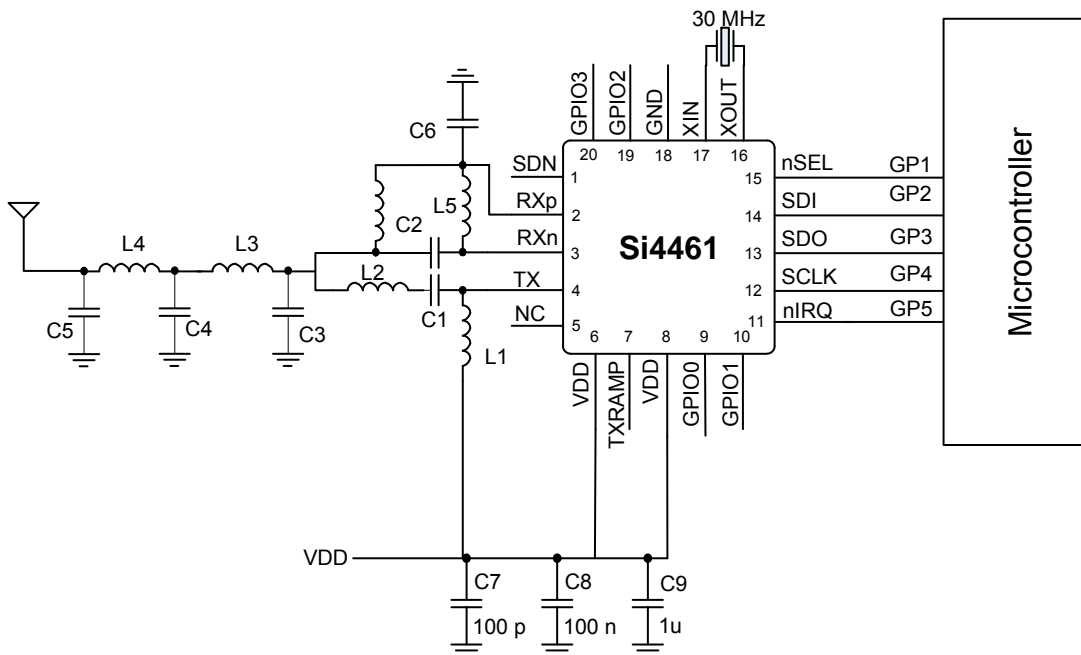 30 MHz
GPIO3
GPIO2
GND
XIN
XOUT
C6
20
19
18
17
16
SDN
1
15
nSEL
GP1
RXp
2
14
SDI
GP2
L5
C2
RXn
3
Si4461
13
SDO
GP3
L4
L3
L2
TX
4
12
SCLK
GP4
C1
NC
5
11
nIRQ
GP5
C5
C4
C3
L1
6
7
8
9
10
VDD
TXRAMP
VDD
GPIO0
GPIO1
Microcontroller
VDD
C7
C8
C9
100 p
100 n
1u